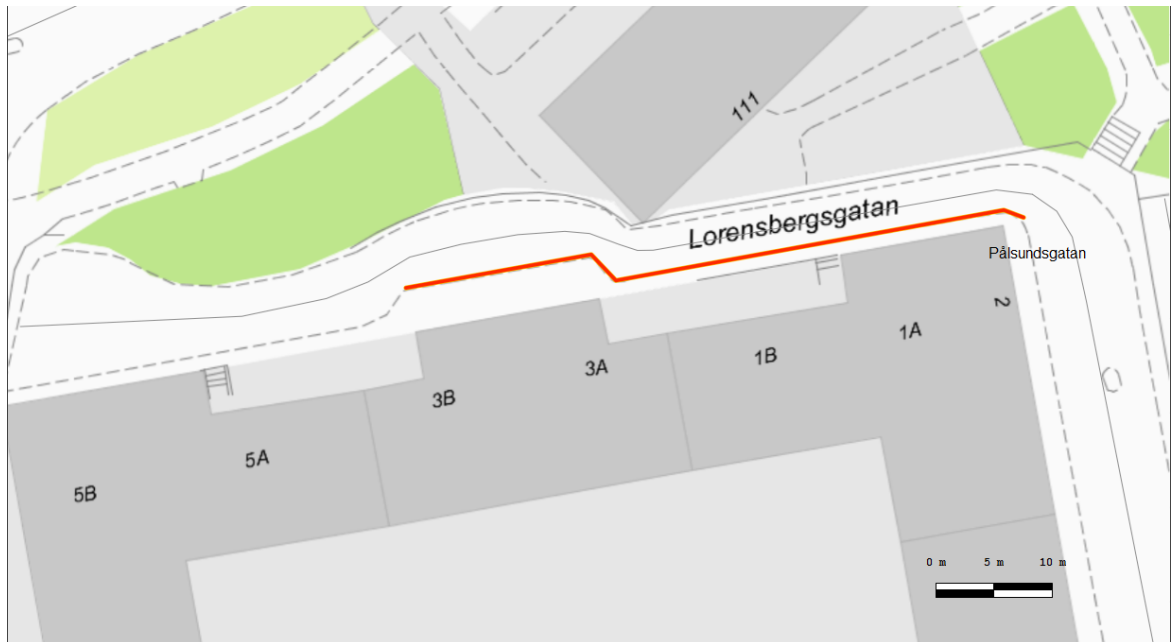 111
Lorensbergsgatan
Pålsundsgatan
2
1A
1B
3A
3B
5A
5B
0 m 5 m 10 m